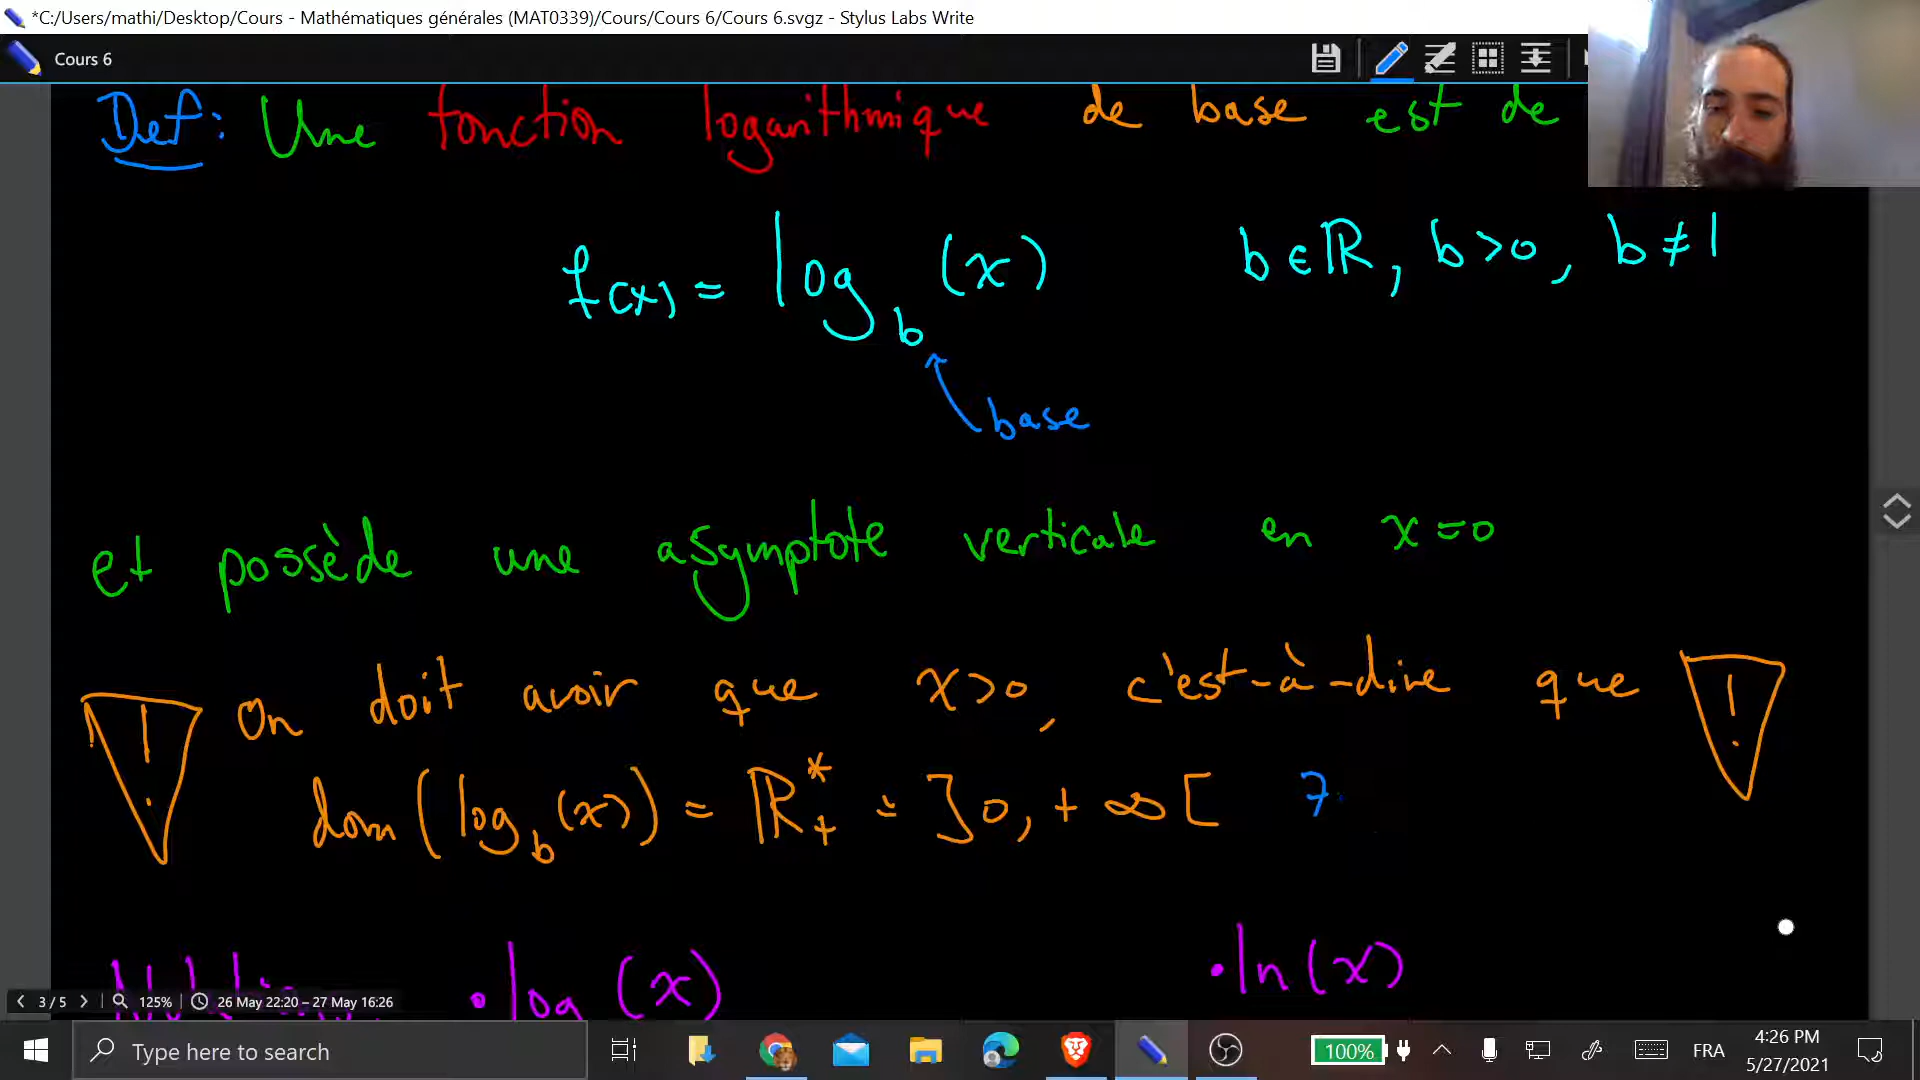 *C:/Users/mathi/Desktop/Cours - Mathématiques générales (MAT0339)/Cours/Cours 6/Cours 6.svgz - Stylus Labs Write
Cours 6
Def: Une fonction logarithmique de base est de
f(x) = log_b (x) b ∈ ℝ, b > 0, b ≠ 1
base
et possède une asymptote verticale en x = 0
! On doit avoir que x > 0, c'est-à-dire que !
dom (log_b (x)) = ℝ*₊ = ]0, + ∞[ 7
• log (x) • ln (x)
3 / 5 125% 26 May 22:20 – 27 May 16:26
Type here to search 100% FRA 4:26 PM
5/27/2021